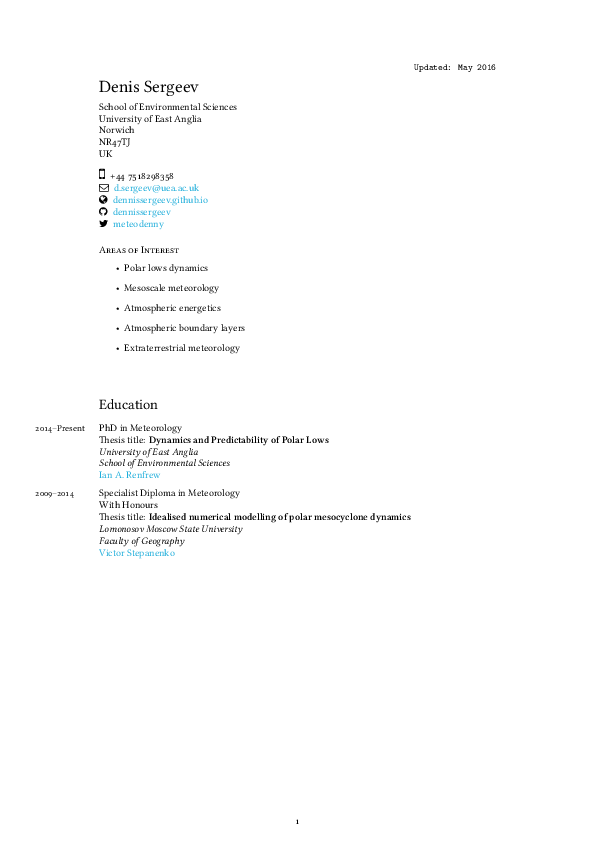 Updated: May 2016
Denis Sergeev
School of Environmental Sciences
University of East Anglia
Norwich
NR47TJ
UK
+44 7518298358
d.sergeev@uea.ac.uk
dennissergeev.github.io
dennissergeev
meteodenny
Areas of Interest
• Polar lows dynamics
• Mesoscale meteorology
• Atmospheric energetics
• Atmospheric boundary layers
• Extraterrestrial meteorology
Education
2014–Present PhD in Meteorology
Thesis title: Dynamics and Predictability of Polar Lows
University of East Anglia
School of Environmental Sciences
Ian A. Renfrew
2009–2014 Specialist Diploma in Meteorology
With Honours
Thesis title: Idealised numerical modelling of polar mesocyclone dynamics
Lomonosov Moscow State University
Faculty of Geography
Victor Stepanenko
1